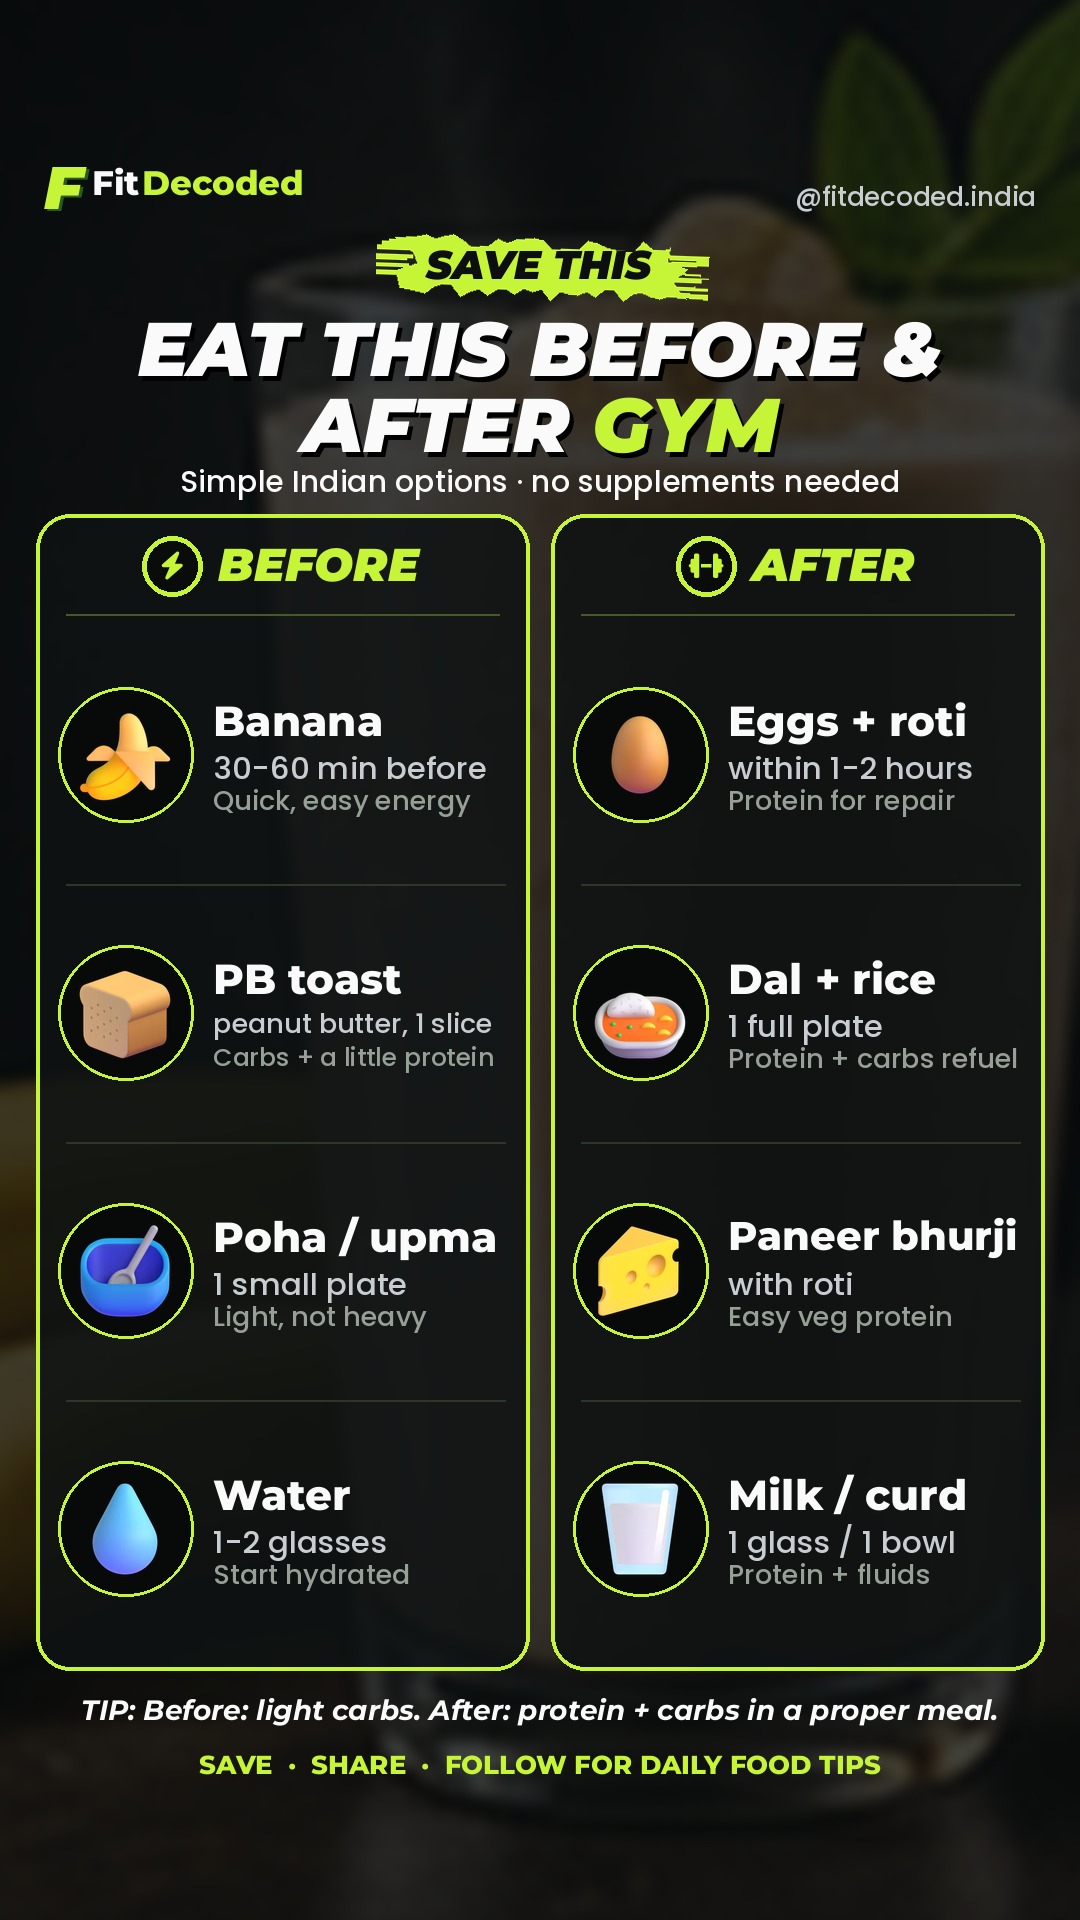 FitDecoded
@fitdecoded.india
SAVE THIS
EAT THIS BEFORE &
AFTER GYM
Simple Indian options · no supplements needed
BEFORE
Banana
30-60 min before
Quick, easy energy
PB toast
peanut butter, 1 slice
Carbs + a little protein
Poha / upma
1 small plate
Light, not heavy
Water
1-2 glasses
Start hydrated
AFTER
Eggs + roti
within 1-2 hours
Protein for repair
Dal + rice
1 full plate
Protein + carbs refuel
Paneer bhurji
with roti
Easy veg protein
Milk / curd
1 glass / 1 bowl
Protein + fluids
TIP: Before: light carbs. After: protein + carbs in a proper meal.
SAVE · SHARE · FOLLOW FOR DAILY FOOD TIPS